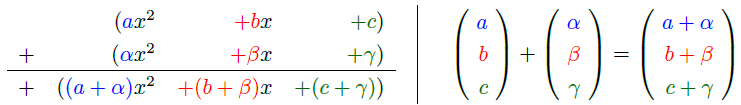 (ax² +bx +c)
+ (αx² +βx +γ)
+ ((a + α)x² +(b + β)x +(c + γ))
( a b c ) + ( α β γ ) = ( a + α b + β c + γ )